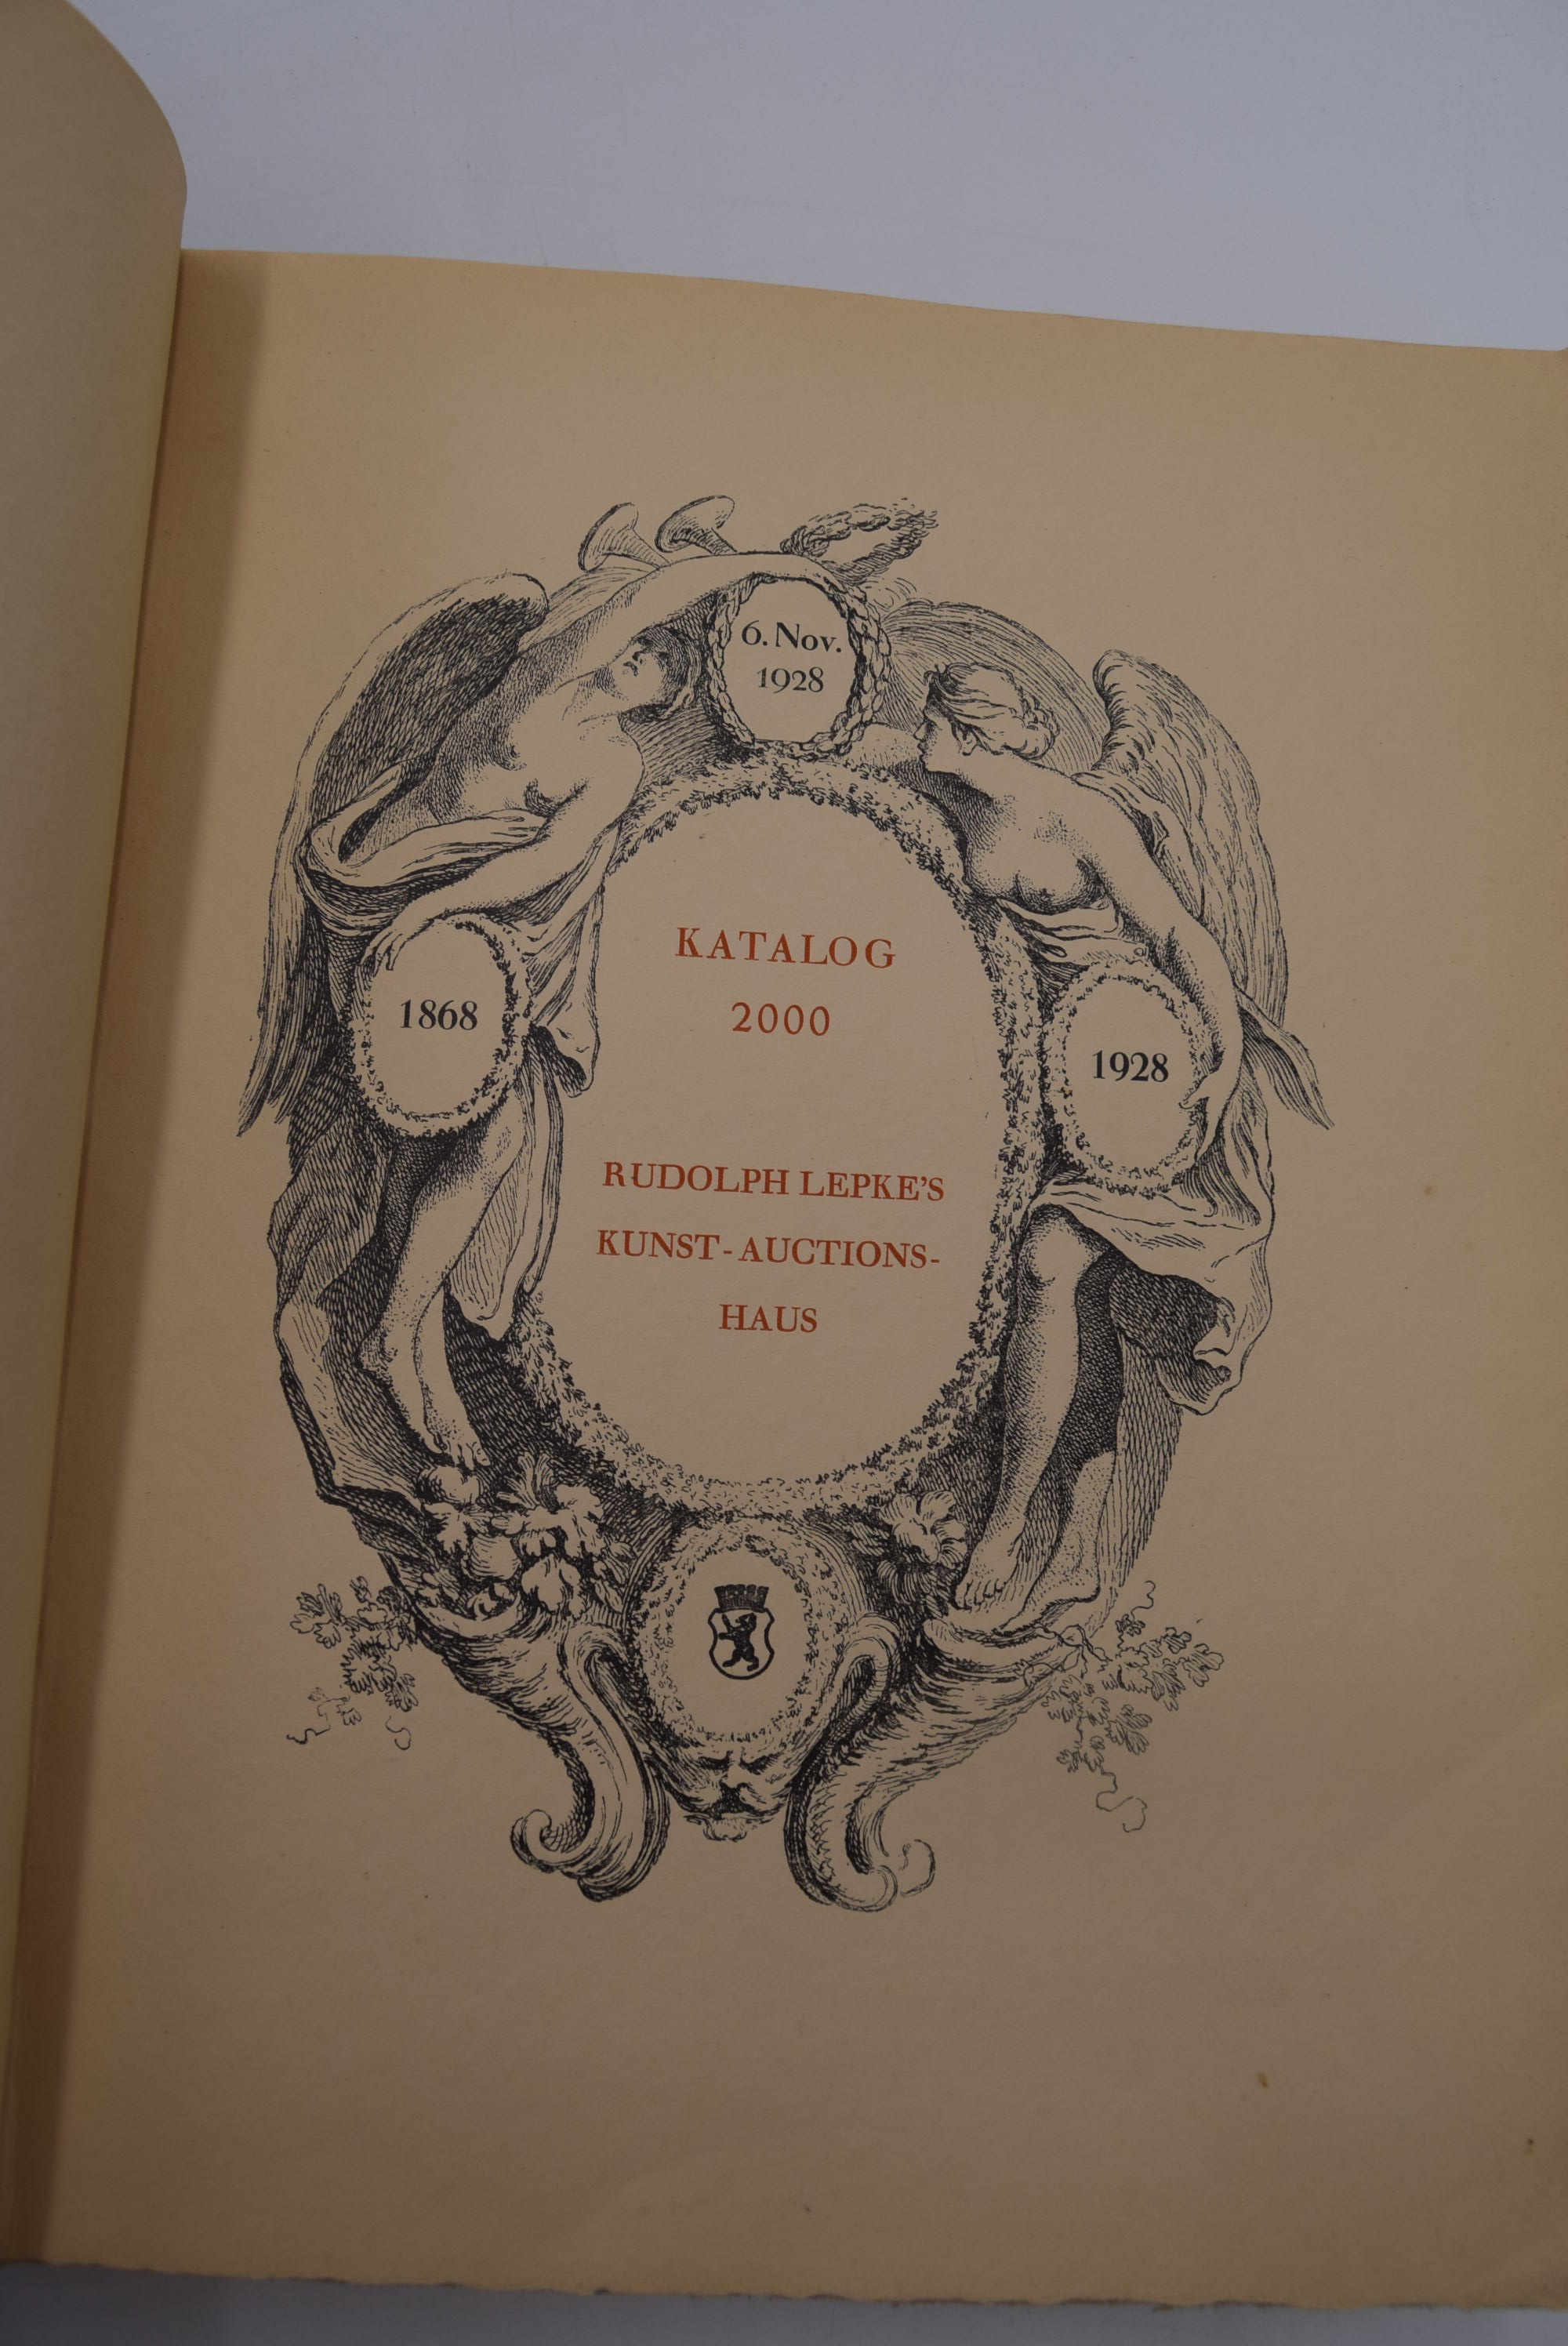 6. Nov.
1928
KATALOG
2000
1868
1928
RUDOLPH LEPKE'S
KUNST-AUCTIONS-
HAUS